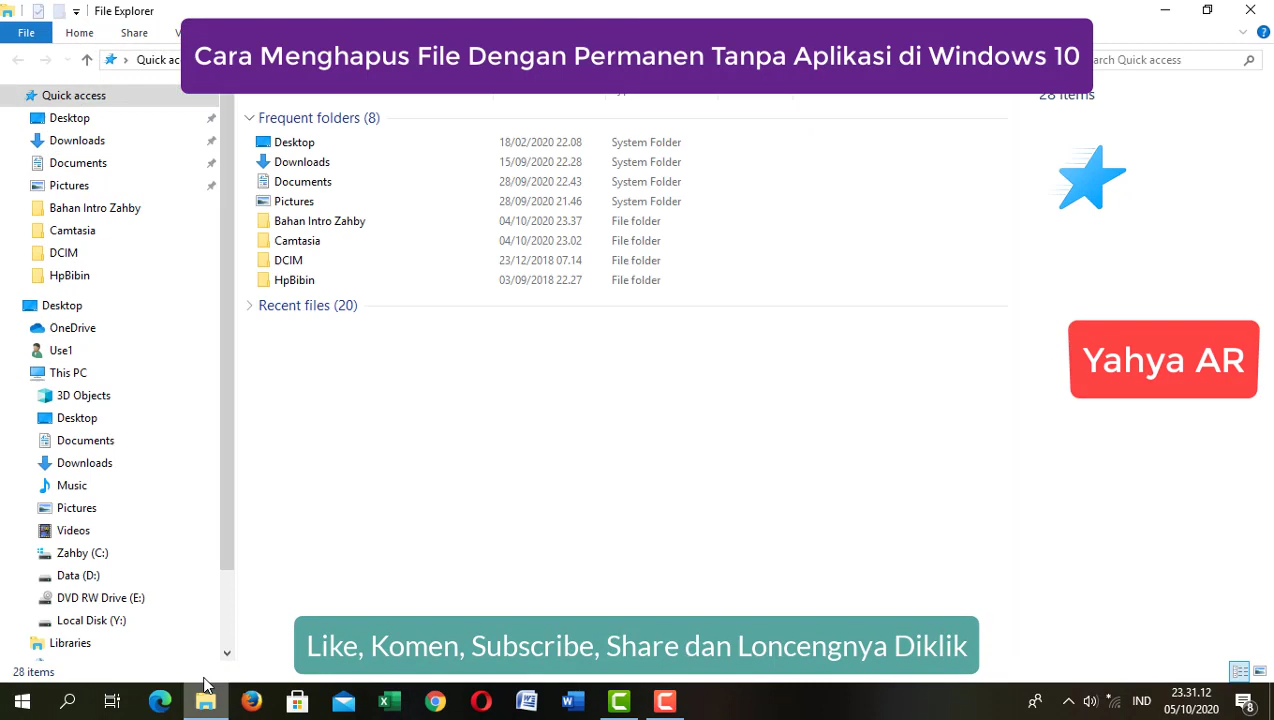 File Explorer
File Home Share
Cara Menghapus File Dengan Permanen Tanpa Aplikasi di Windows 10
Quick access
Quick access
Desktop
Downloads
Documents
Pictures
Bahan Intro Zahby
Camtasia
DCIM
HpBibin
Desktop
OneDrive
Use1
This PC
3D Objects
Desktop
Documents
Downloads
Music
Pictures
Videos
Zahby (C:)
Data (D:)
DVD RW Drive (E:)
Local Disk (Y:)
Libraries
28 items
Frequent folders (8)
Desktop 18/02/2020 22.08 System Folder
Downloads 15/09/2020 22.28 System Folder
Documents 28/09/2020 22.43 System Folder
Pictures 28/09/2020 21.46 System Folder
Bahan Intro Zahby 04/10/2020 23.37 File folder
Camtasia 04/10/2020 23.02 File folder
DCIM 23/12/2018 07.14 File folder
HpBibin 03/09/2018 22.27 File folder
Recent files (20)
28 items
Yahya AR
Like, Komen, Subscribe, Share dan Loncengnya Diklik
IND
23.31.12
05/10/2020
8